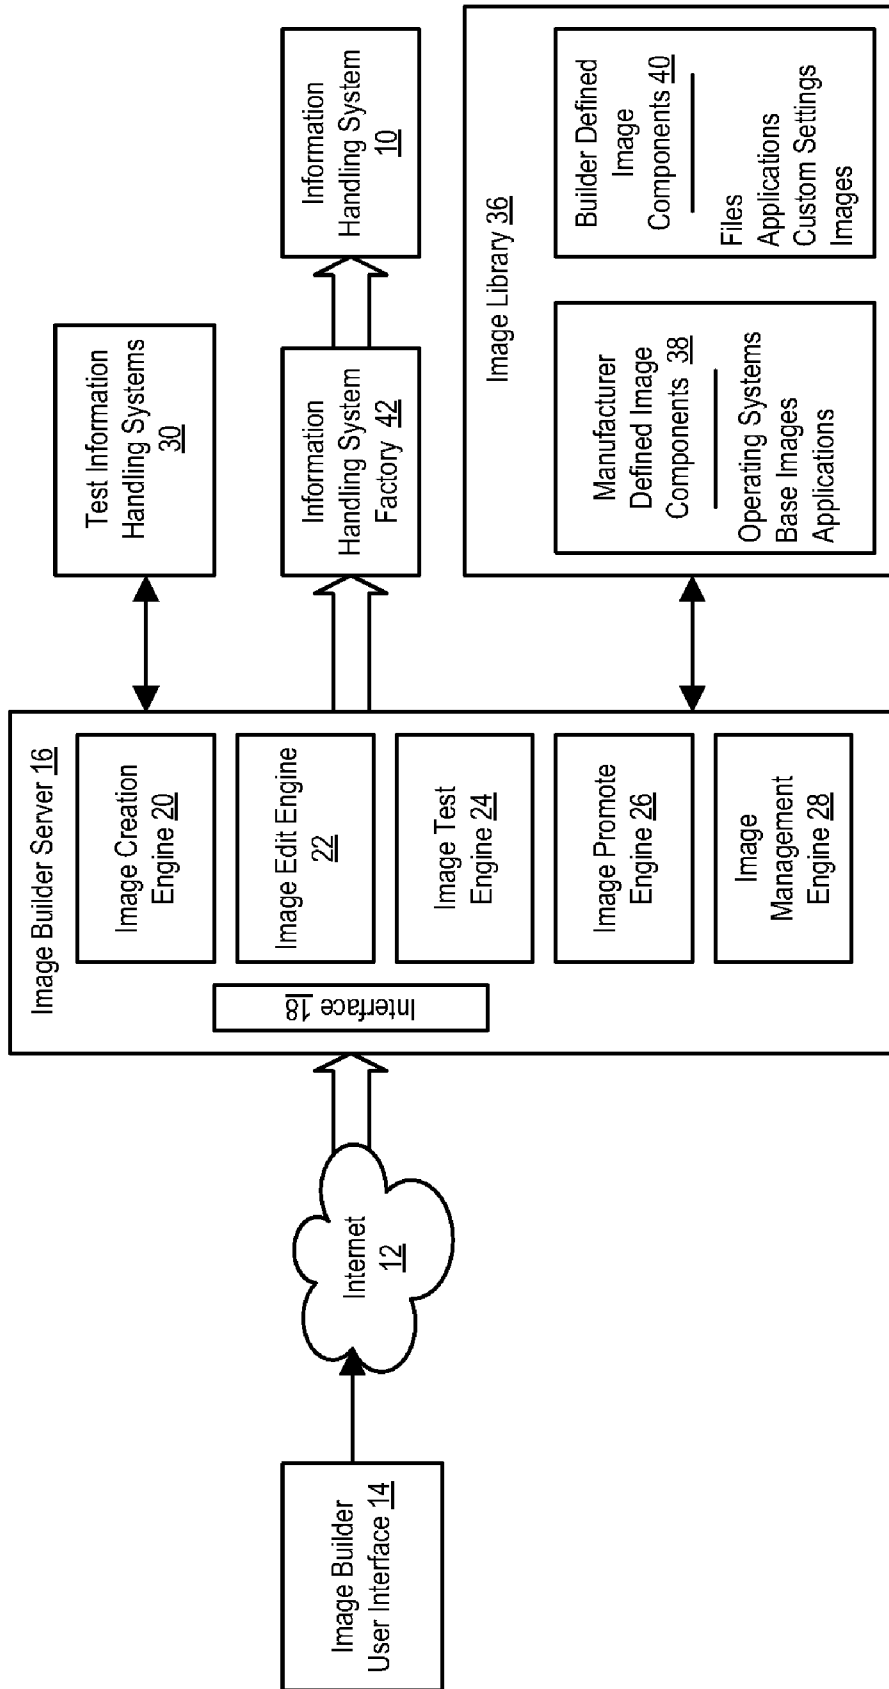 Image Builder
User Interface 14
Internet
12
Image Builder Server 16
Interface 18
Image Creation
Engine 20
Image Edit Engine
22
Image Test
Engine 24
Image Promote
Engine 26
Image
Management
Engine 28
Test Information
Handling Systems
30
Information
Handling System
Factory 42
Information
Handling System
10
Image Library 36
Manufacturer
Defined Image
Components 38
Operating Systems
Base Images
Applications
Builder Defined
Image
Components 40
Files
Applications
Custom Settings
Images